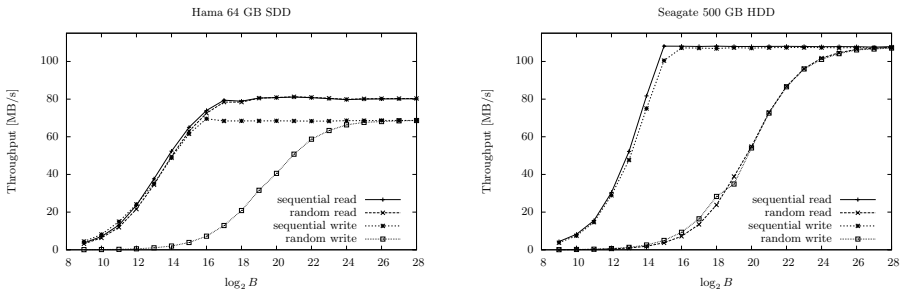 Hama 64 GB SDD
Throughput [MB/s]
100
80
60
40
20
0
sequential read
random read
sequential write
random write
8 10 12 14 16 18 20 22 24 26 28
log₂ B
Seagate 500 GB HDD
Throughput [MB/s]
100
80
60
40
20
0
sequential read
random read
sequential write
random write
8 10 12 14 16 18 20 22 24 26 28
log₂ B